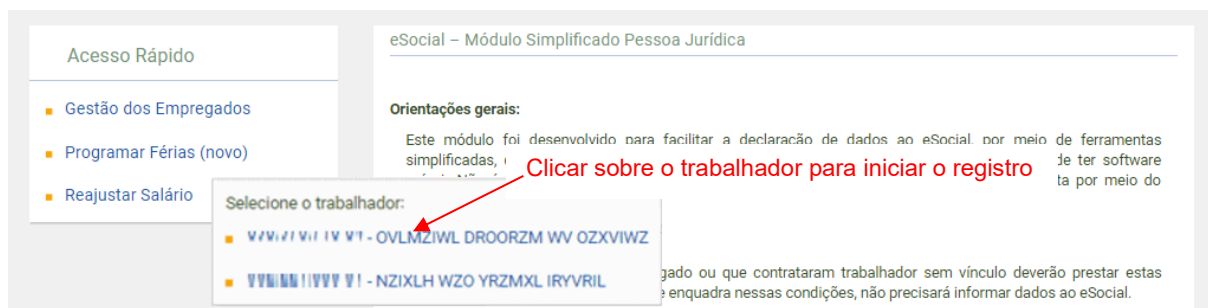 Acesso Rápido
Gestão dos Empregados
Programar Férias (novo)
Reajustar Salário
eSocial – Módulo Simplificado Pessoa Jurídica
Orientações gerais:
Este módulo foi desenvolvido para facilitar a declaração de dados ao eSocial, por meio de ferramentas
simplificadas, de ter software
ta por meio do
Clicar sobre o trabalhador para iniciar o registro
Selecione o trabalhador:
- OVLMZIWL DROORZM WV OZXVIWZ
- NZIXLH WZO YRZMXL IRYVRIL
gado ou que contrataram trabalhador sem vínculo deverão prestar estas
enquadra nessas condições, não precisará informar dados ao eSocial.